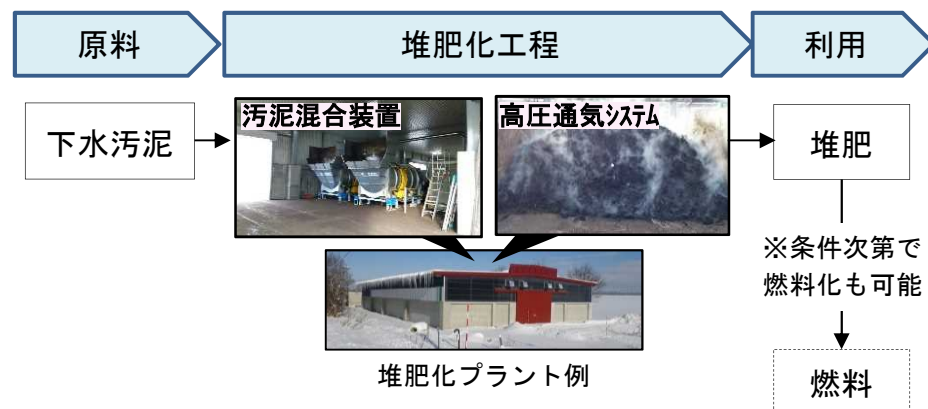 原料
堆肥化工程
利用
下水汚泥
汚泥混合装置
高圧通気システム
堆肥
※条件次第で
燃料化も可能
堆肥化プラント例
燃料